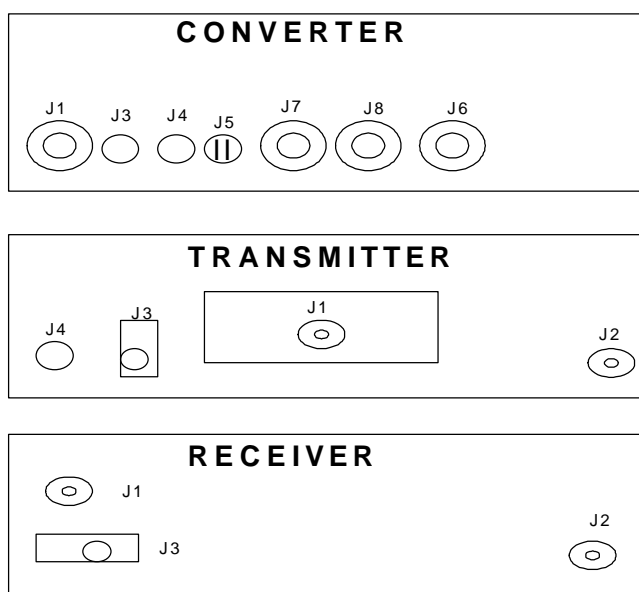 CONVERTER
J1 J3 J4 J5 J7 J8 J6
TRANSMITTER
J4 J3 J1 J2
RECEIVER
J1
J3 J2